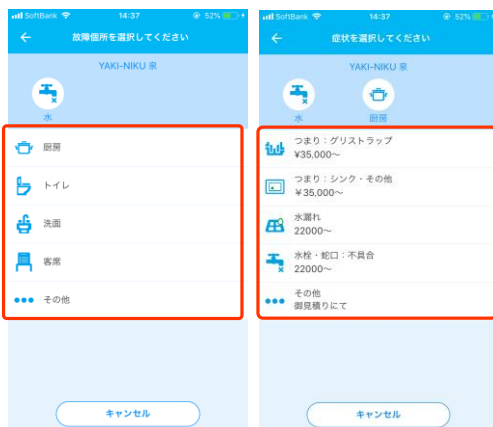 SoftBank 14:37 52%
故障個所を選択してください
YAKI-NIKU 泉
水
厨房
トイレ
洗面
客席
その他
キャンセル
SoftBank 14:37 52%
症状を選択してください
YAKI-NIKU 泉
水 厨房
つまり：グリストラップ
¥35,000〜
つまり：シンク・その他
￥35,000〜
水漏れ
22000〜
水栓・蛇口：不具合
22000〜
その他
御見積りにて
キャンセル